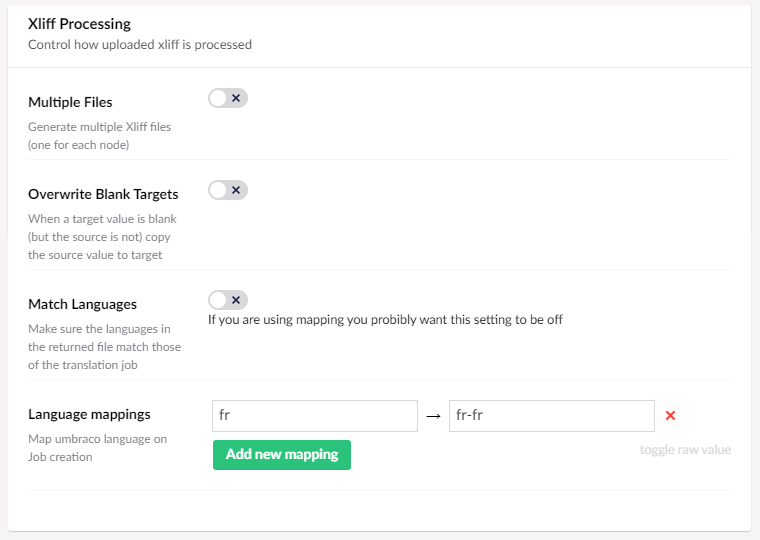 Xliff Processing
Control how uploaded xliff is processed
Multiple Files
Generate multiple Xliff files
(one for each node)
Overwrite Blank Targets
When a target value is blank
(but the source is not) copy
the source value to target
Match Languages
If you are using mapping you probibly want this setting to be off
Make sure the languages in
the returned file match those
of the translation job
Language mappings
fr → fr-fr
Map umbraco language on
Job creation
Add new mapping
toggle raw value